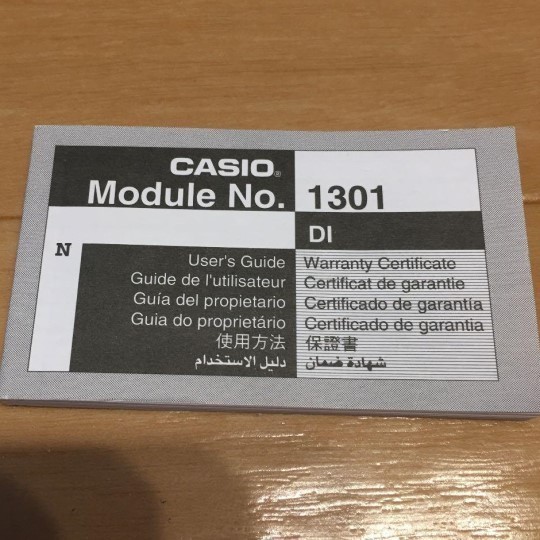 CASIO®
Module No. 1301
DI
N
User's Guide
Guide de l'utilisateur
Guía del propietario
Guia do proprietário
使用方法
دليل الاستخدام
Warranty Certificate
Certificat de garantie
Certificado de garantía
Certificado de garantia
保證書
شهادة ضمان